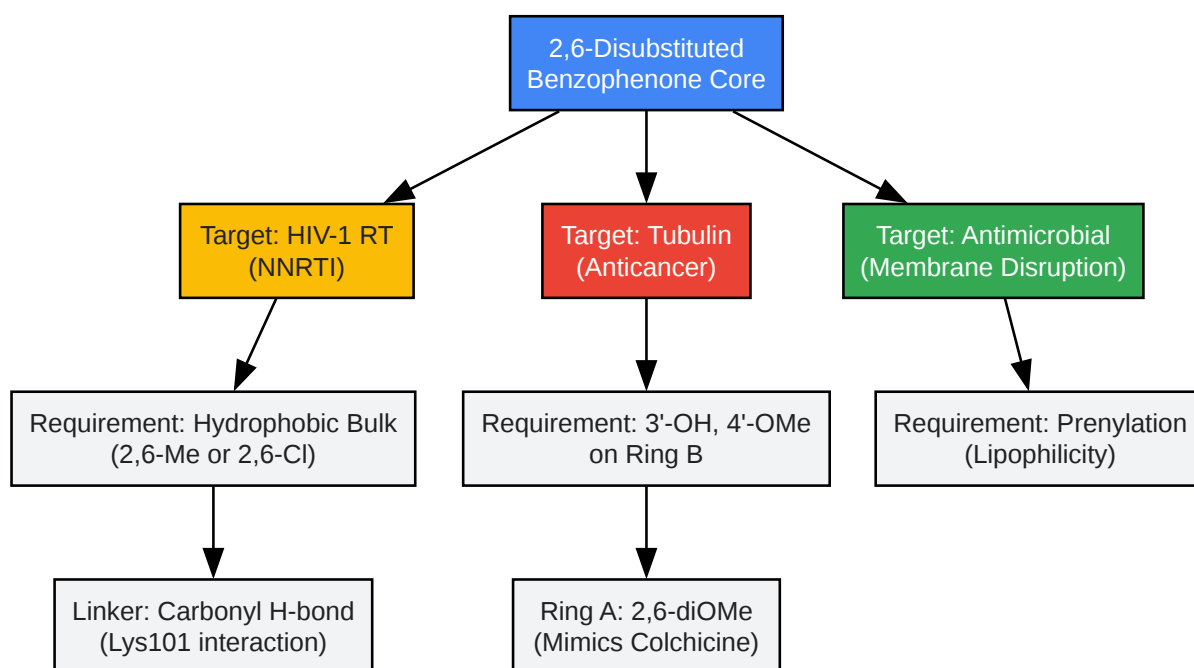 2,6-Disubstituted
Benzophenone Core
Target: HIV-1 RT
(NNRTI)
Target: Tubulin
(Anticancer)
Target: Antimicrobial
(Membrane Disruption)
Requirement: Hydrophobic Bulk
(2,6-Me or 2,6-Cl)
Requirement: 3'-OH, 4'-OMe
on Ring B
Requirement: Prenylation
(Lipophilicity)
Linker: Carbonyl H-bond
(Lys101 interaction)
Ring A: 2,6-diOMe
(Mimics Colchicine)